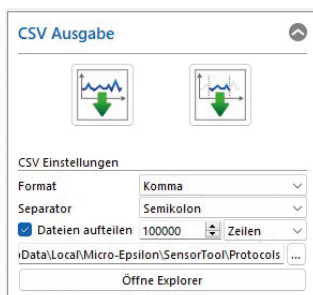 CSV Ausgabe
CSV Einstellungen
Format Komma
Separator Semikolon
Dateien aufteilen 100000 Zeilen
Data\Local\Micro-Epsilon\SensorTool\Protocols ...
Öffne Explorer